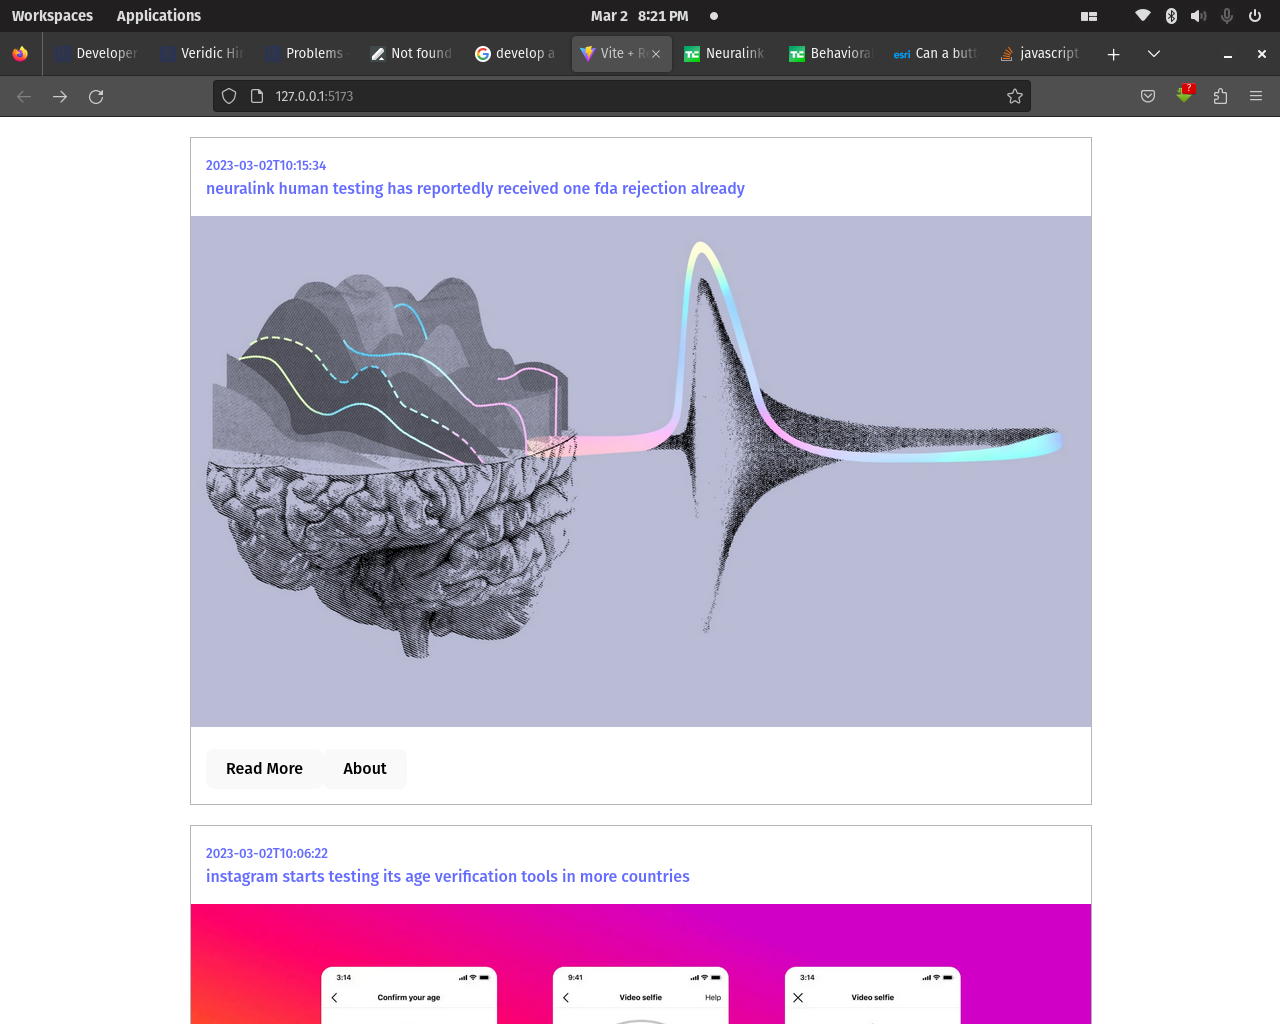 Workspaces Applications Mar 2 8:21 PM
Developer Veridic Hi Problems Not found develop a Vite + R Neuralink Behavioral esri Can a butt javascript
127.0.0.1:5173 ?
2023-03-02T10:15:34
neuralink human testing has reportedly received one fda rejection already
Read More About
2023-03-02T10:06:22
instagram starts testing its age verification tools in more countries
3:14 9:41 3:14
Confirm your age Video selfie Help Video selfie